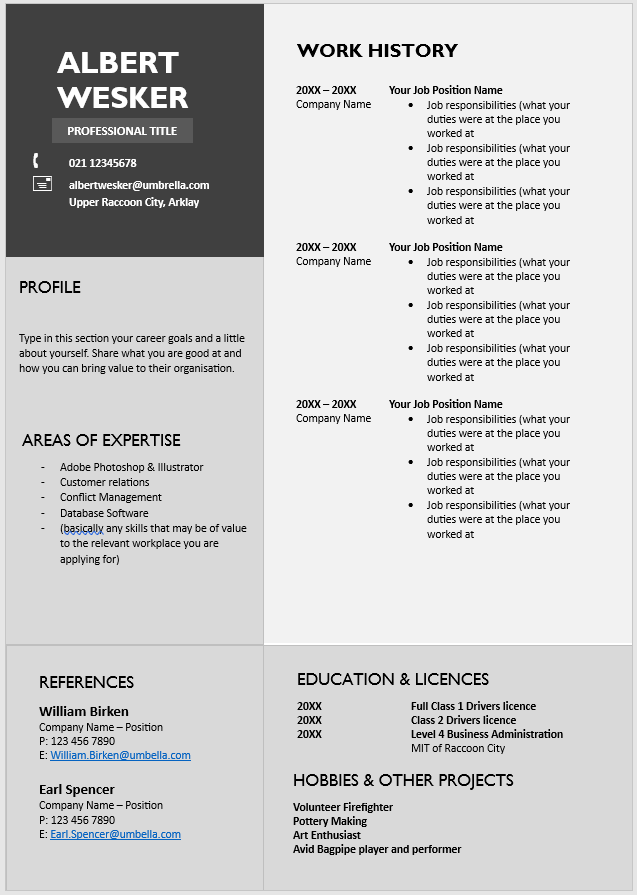 ALBERT
WESKER
PROFESSIONAL TITLE
021 12345678
albertwesker@umbrella.com
Upper Raccoon City, Arklay
PROFILE
Type in this section your career goals and a little
about yourself. Share what you are good at and
how you can bring value to their organisation.
AREAS OF EXPERTISE
- Adobe Photoshop & Illustrator
- Customer relations
- Conflict Management
- Database Software
- (basically any skills that may be of value
to the relevant workplace you are
applying for)
WORK HISTORY
20XX – 20XX Your Job Position Name
Company Name • Job responsibilities (what your
duties were at the place you
worked at
• Job responsibilities (what your
duties were at the place you
worked at
• Job responsibilities (what your
duties were at the place you
worked at
20XX – 20XX Your Job Position Name
Company Name • Job responsibilities (what your
duties were at the place you
worked at
• Job responsibilities (what your
duties were at the place you
worked at
• Job responsibilities (what your
duties were at the place you
worked at
20XX – 20XX Your Job Position Name
Company Name • Job responsibilities (what your
duties were at the place you
worked at
• Job responsibilities (what your
duties were at the place you
worked at
• Job responsibilities (what your
duties were at the place you
worked at
REFERENCES
William Birken
Company Name – Position
P: 123 456 7890
E: William.Birken@umbella.com
Earl Spencer
Company Name – Position
P: 123 456 7890
E: Earl.Spencer@umbella.com
EDUCATION & LICENCES
20XX Full Class 1 Drivers licence
20XX Class 2 Drivers licence
20XX Level 4 Business Administration
MIT of Raccoon City
HOBBIES & OTHER PROJECTS
Volunteer Firefighter
Pottery Making
Art Enthusiast
Avid Bagpipe player and performer